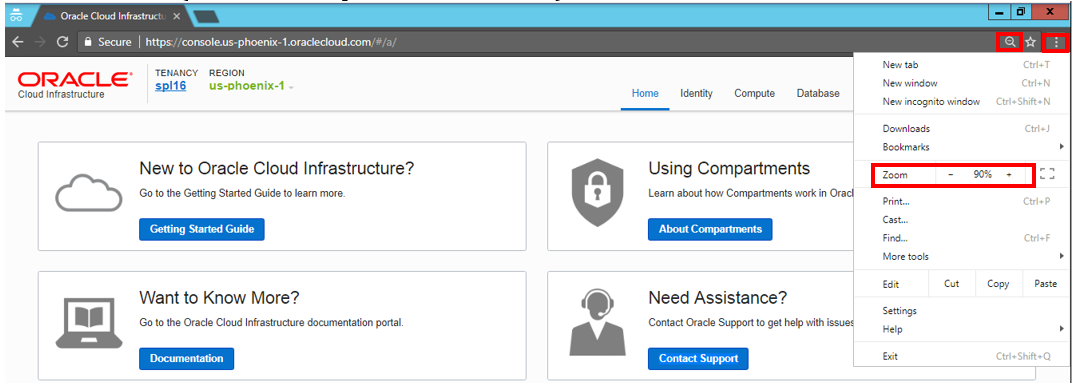 Oracle Cloud Infrastructu
Secure https://console.us-phoenix-1.oraclecloud.com/#/a/
ORACLE
Cloud Infrastructure
TENANCY REGION
spl16 us-phoenix-1
Home Identity Compute Database
New to Oracle Cloud Infrastructure?
Go to the Getting Started Guide to learn more.
Getting Started Guide
Using Compartments
Learn about how Compartments work in Oracl
About Compartments
Want to Know More?
Go to the Oracle Cloud Infrastructure documentation portal.
Documentation
Need Assistance?
Contact Oracle Support to get help with issues
Contact Support
New tab Ctrl+T
New window Ctrl+N
New incognito window Ctrl+Shift+N
Downloads Ctrl+J
Bookmarks
Zoom - 90% +
Print... Ctrl+P
Cast...
Find... Ctrl+F
More tools
Edit Cut Copy Paste
Settings
Help
Exit Ctrl+Shift+Q